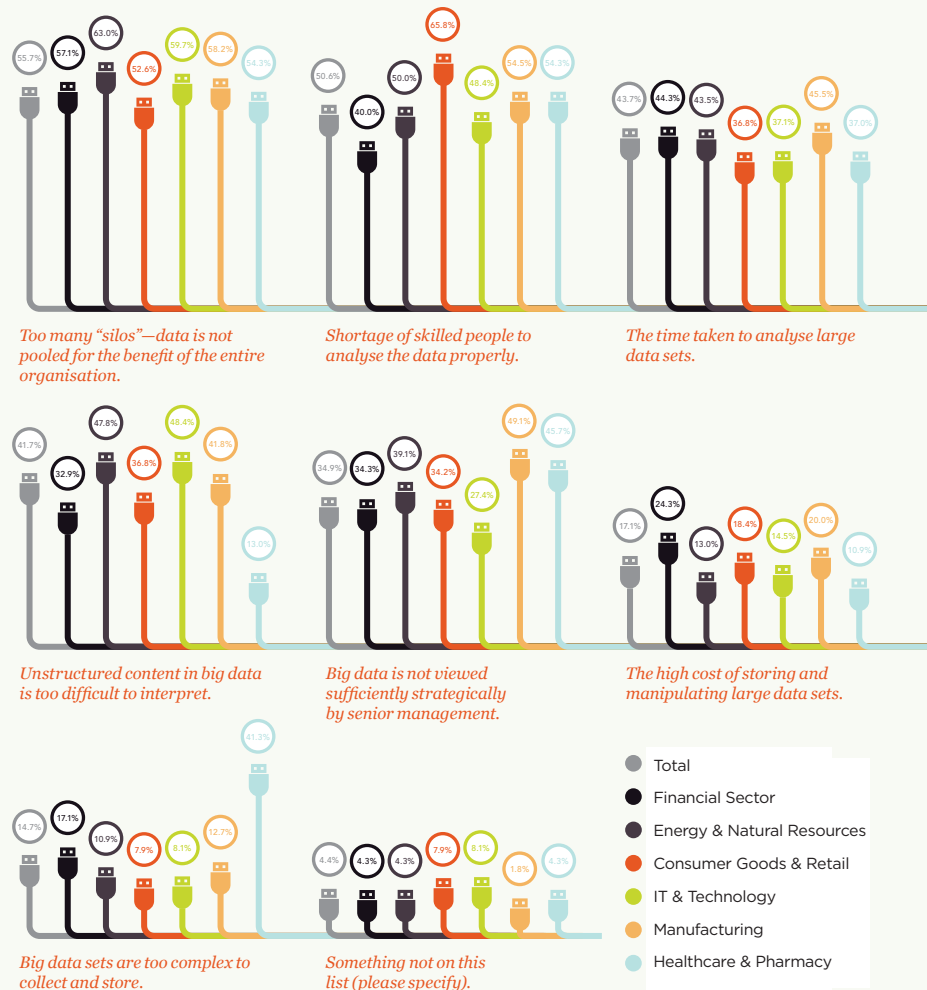 55.7%
57.1%
63.0%
52.6%
59.7%
58.2%
54.3%
Too many “silos”—data is not
pooled for the benefit of the entire
organisation.
50.6%
40.0%
50.0%
65.8%
48.4%
54.5%
54.3%
Shortage of skilled people to
analyse the data properly.
43.7%
44.3%
43.5%
36.8%
37.1%
45.5%
37.0%
The time taken to analyse large
data sets.
41.7%
32.9%
47.8%
36.8%
48.4%
41.8%
13.0%
Unstructured content in big data
is too difficult to interpret.
34.9%
34.3%
39.1%
34.2%
27.4%
49.1%
45.7%
Big data is not viewed
sufficiently strategically
by senior management.
17.1%
24.3%
13.0%
18.4%
14.5%
20.0%
10.9%
The high cost of storing and
manipulating large data sets.
14.7%
17.1%
10.9%
7.9%
8.1%
12.7%
41.3%
Big data sets are too complex to
collect and store.
4.4%
4.3%
4.3%
7.9%
8.1%
1.8%
4.3%
Something not on this
list (please specify).
Total
Financial Sector
Energy & Natural Resources
Consumer Goods & Retail
IT & Technology
Manufacturing
Healthcare & Pharmacy